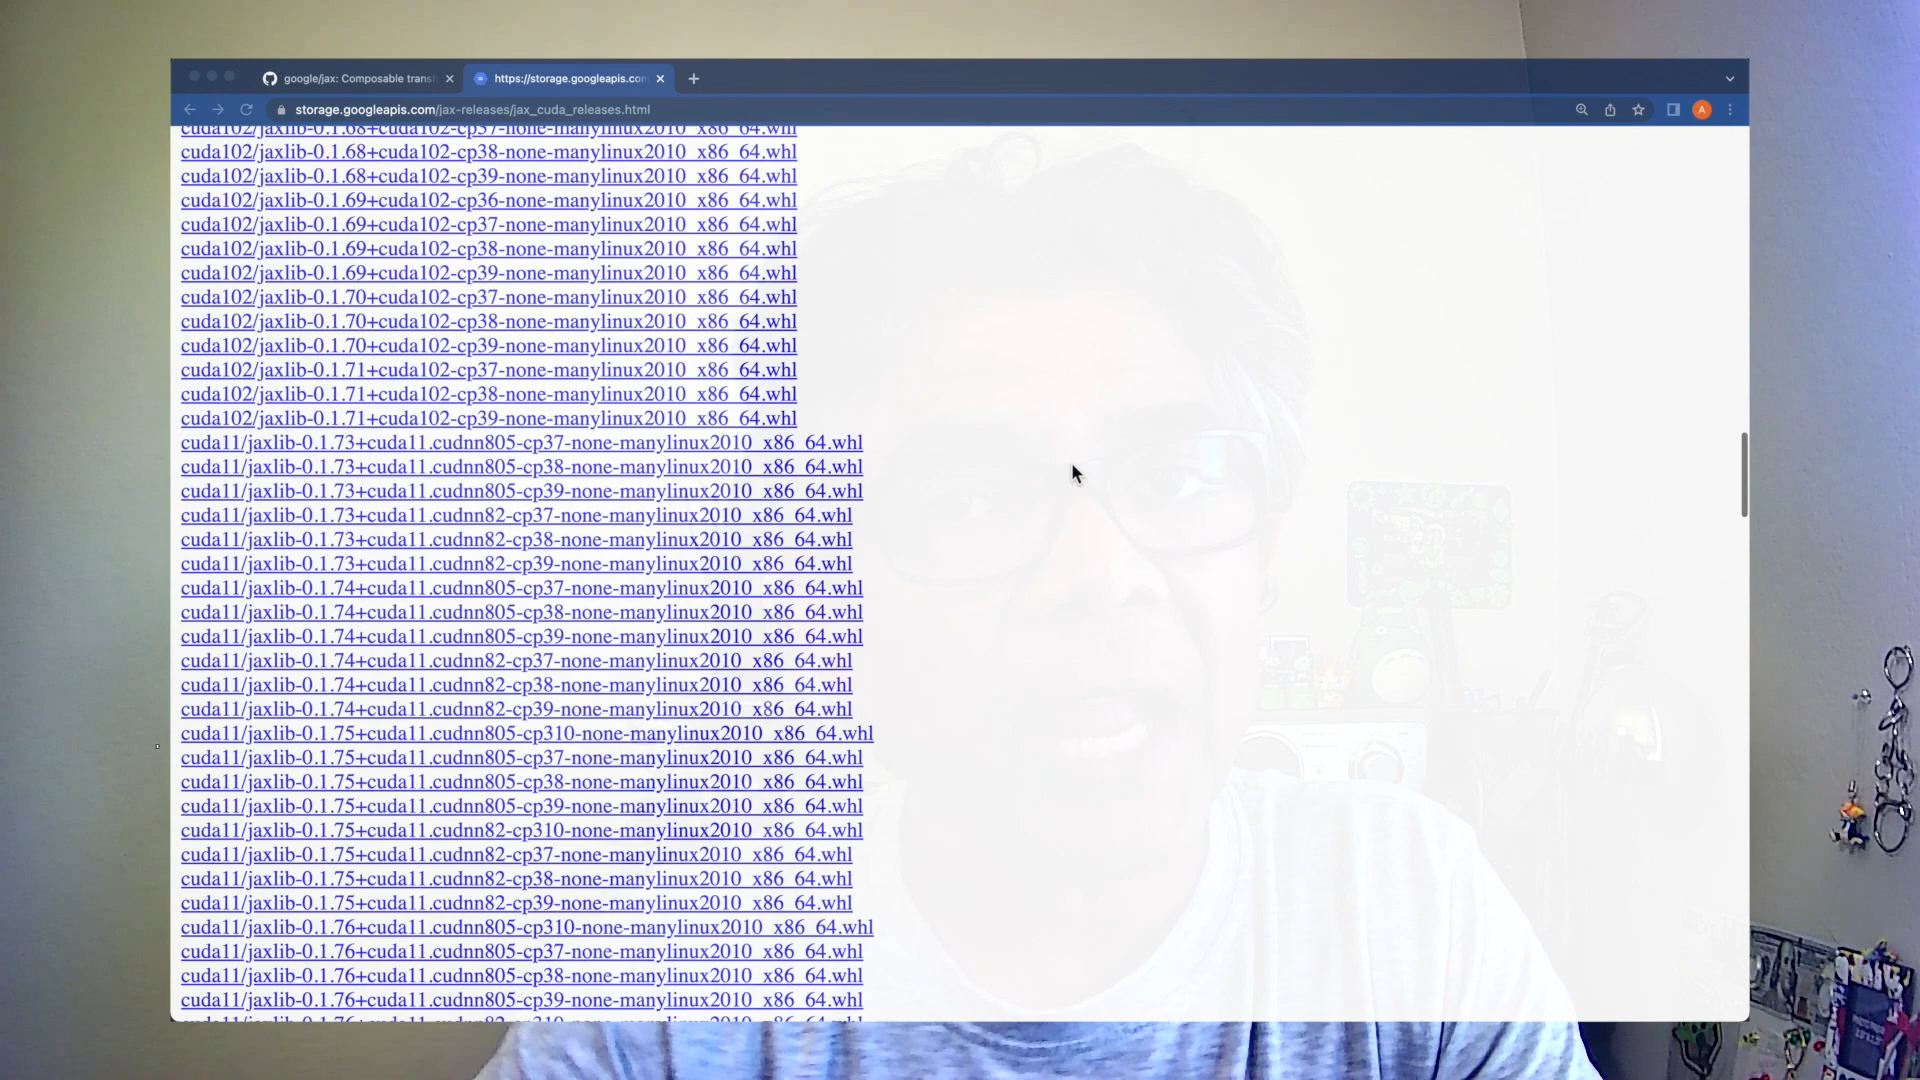 google/jax: Composable transf
https://storage.googleapis.com
storage.googleapis.com/jax-releases/jax_cuda_releases.html
A
cuda102/jaxlib-0.1.68+cuda102-cp37-none-manylinux2010_x86_64.whl
cuda102/jaxlib-0.1.68+cuda102-cp38-none-manylinux2010_x86_64.whl
cuda102/jaxlib-0.1.68+cuda102-cp39-none-manylinux2010_x86_64.whl
cuda102/jaxlib-0.1.69+cuda102-cp36-none-manylinux2010_x86_64.whl
cuda102/jaxlib-0.1.69+cuda102-cp37-none-manylinux2010_x86_64.whl
cuda102/jaxlib-0.1.69+cuda102-cp38-none-manylinux2010_x86_64.whl
cuda102/jaxlib-0.1.69+cuda102-cp39-none-manylinux2010_x86_64.whl
cuda102/jaxlib-0.1.70+cuda102-cp37-none-manylinux2010_x86_64.whl
cuda102/jaxlib-0.1.70+cuda102-cp38-none-manylinux2010_x86_64.whl
cuda102/jaxlib-0.1.70+cuda102-cp39-none-manylinux2010_x86_64.whl
cuda102/jaxlib-0.1.71+cuda102-cp37-none-manylinux2010_x86_64.whl
cuda102/jaxlib-0.1.71+cuda102-cp38-none-manylinux2010_x86_64.whl
cuda102/jaxlib-0.1.71+cuda102-cp39-none-manylinux2010_x86_64.whl
cuda11/jaxlib-0.1.73+cuda11.cudnn805-cp37-none-manylinux2010_x86_64.whl
cuda11/jaxlib-0.1.73+cuda11.cudnn805-cp38-none-manylinux2010_x86_64.whl
cuda11/jaxlib-0.1.73+cuda11.cudnn805-cp39-none-manylinux2010_x86_64.whl
cuda11/jaxlib-0.1.73+cuda11.cudnn82-cp37-none-manylinux2010_x86_64.whl
cuda11/jaxlib-0.1.73+cuda11.cudnn82-cp38-none-manylinux2010_x86_64.whl
cuda11/jaxlib-0.1.73+cuda11.cudnn82-cp39-none-manylinux2010_x86_64.whl
cuda11/jaxlib-0.1.74+cuda11.cudnn805-cp37-none-manylinux2010_x86_64.whl
cuda11/jaxlib-0.1.74+cuda11.cudnn805-cp38-none-manylinux2010_x86_64.whl
cuda11/jaxlib-0.1.74+cuda11.cudnn805-cp39-none-manylinux2010_x86_64.whl
cuda11/jaxlib-0.1.74+cuda11.cudnn82-cp37-none-manylinux2010_x86_64.whl
cuda11/jaxlib-0.1.74+cuda11.cudnn82-cp38-none-manylinux2010_x86_64.whl
cuda11/jaxlib-0.1.74+cuda11.cudnn82-cp39-none-manylinux2010_x86_64.whl
cuda11/jaxlib-0.1.75+cuda11.cudnn805-cp310-none-manylinux2010_x86_64.whl
cuda11/jaxlib-0.1.75+cuda11.cudnn805-cp37-none-manylinux2010_x86_64.whl
cuda11/jaxlib-0.1.75+cuda11.cudnn805-cp38-none-manylinux2010_x86_64.whl
cuda11/jaxlib-0.1.75+cuda11.cudnn805-cp39-none-manylinux2010_x86_64.whl
cuda11/jaxlib-0.1.75+cuda11.cudnn82-cp310-none-manylinux2010_x86_64.whl
cuda11/jaxlib-0.1.75+cuda11.cudnn82-cp37-none-manylinux2010_x86_64.whl
cuda11/jaxlib-0.1.75+cuda11.cudnn82-cp38-none-manylinux2010_x86_64.whl
cuda11/jaxlib-0.1.75+cuda11.cudnn82-cp39-none-manylinux2010_x86_64.whl
cuda11/jaxlib-0.1.76+cuda11.cudnn805-cp310-none-manylinux2010_x86_64.whl
cuda11/jaxlib-0.1.76+cuda11.cudnn805-cp37-none-manylinux2010_x86_64.whl
cuda11/jaxlib-0.1.76+cuda11.cudnn805-cp38-none-manylinux2010_x86_64.whl
cuda11/jaxlib-0.1.76+cuda11.cudnn805-cp39-none-manylinux2010_x86_64.whl